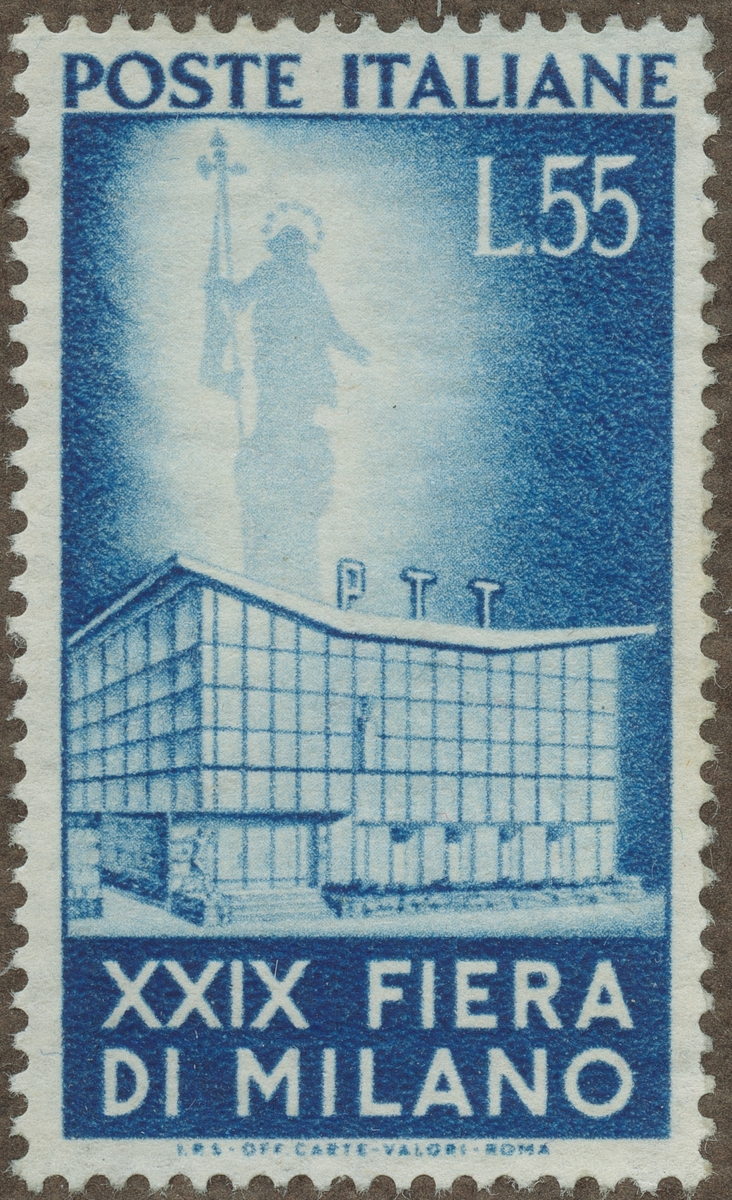 POSTE ITALIANE
L.55
PTT
XXIX FIERA
DI MILANO
I.P.S - OFF. CARTE - VALORI - ROMA